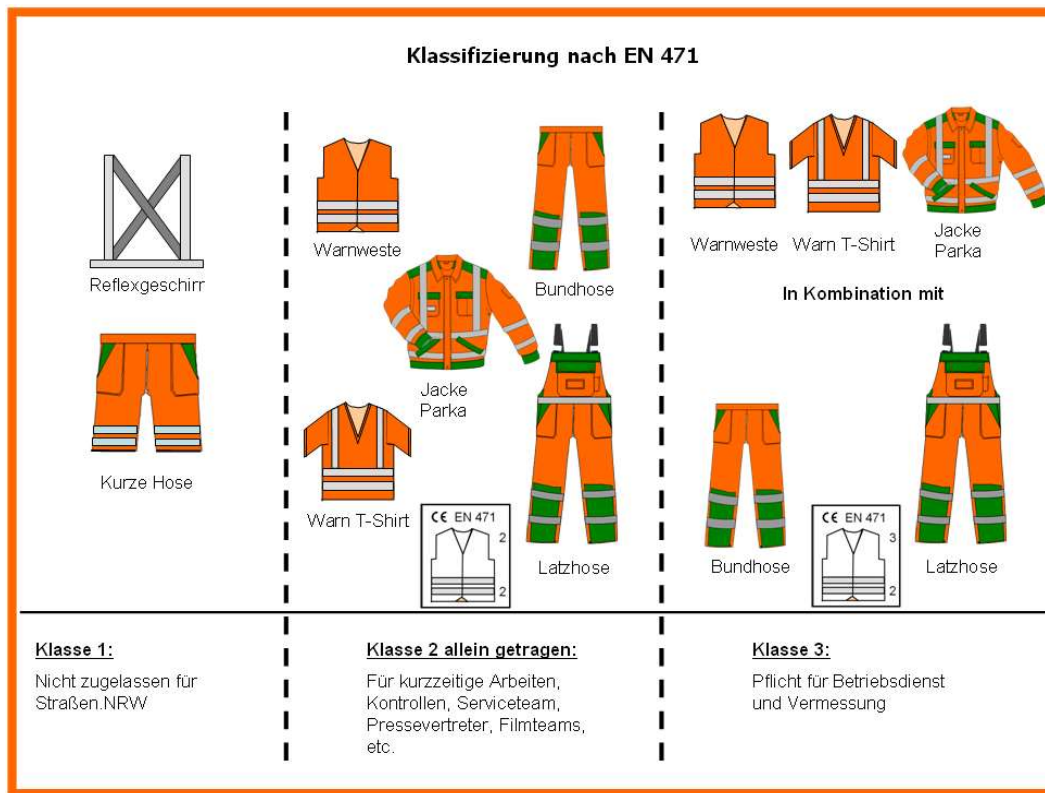 Klassifizierung nach EN 471
Reflexgeschirr
Kurze Hose
Warnweste
Bundhose
Jacke
Parka
Warn T-Shirt
CE EN 471
2
2
Latzhose
Warnweste
Warn T-Shirt
Jacke
Parka
In Kombination mit
Bundhose
CE EN 471
3
2
Latzhose
Klasse 1:
Nicht zugelassen für
Straßen.NRW
Klasse 2 allein getragen:
Für kurzzeitige Arbeiten,
Kontrollen, Serviceteam,
Pressevertreter, Filmteams,
etc.
Klasse 3:
Pflicht für Betriebsdienst
und Vermessung